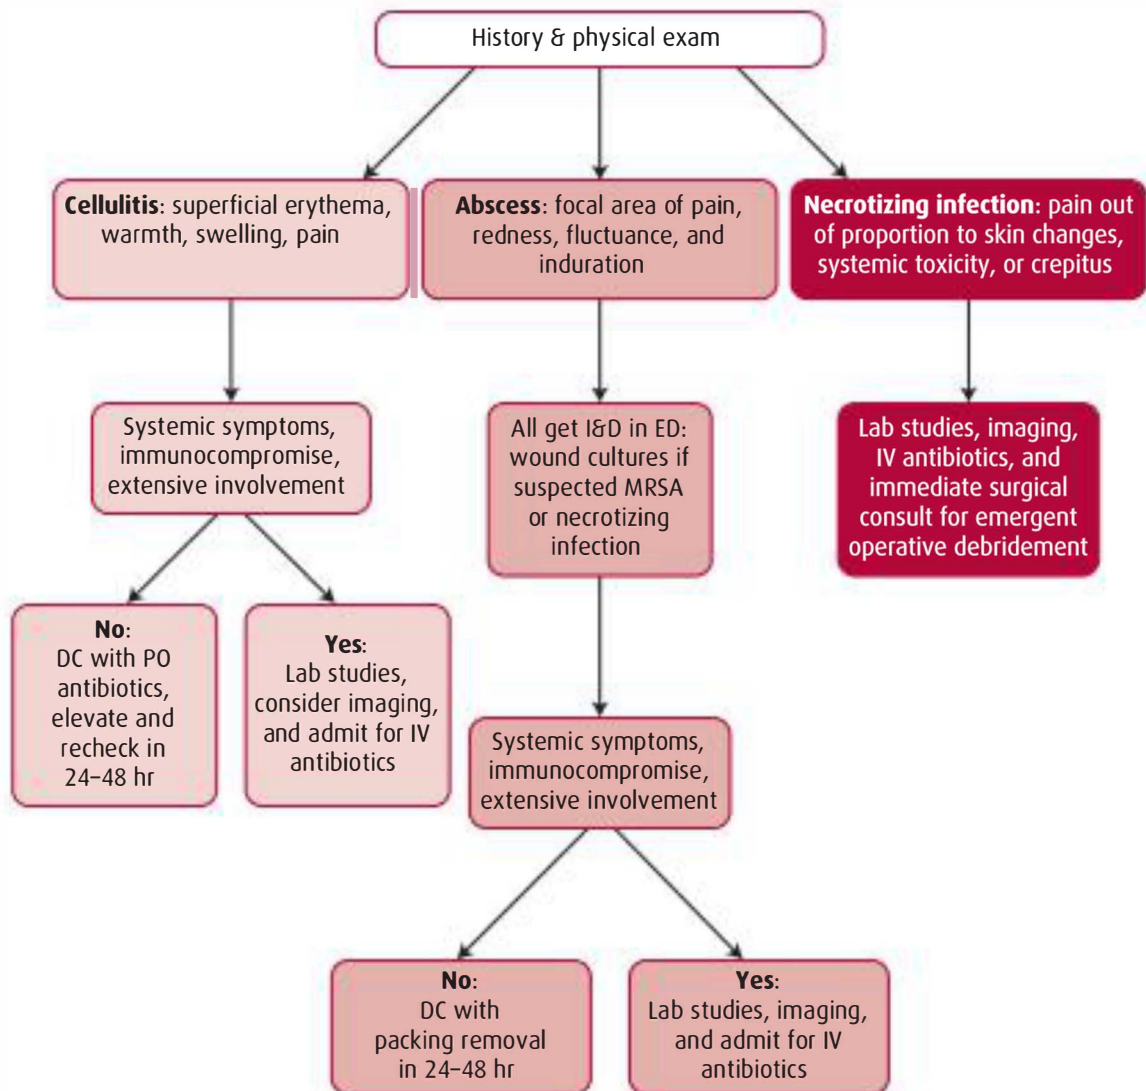 History & physical exam
Cellulitis: superficial erythema,
warmth, swelling, pain
Abscess: focal area of pain,
redness, fluctuance, and
induration
Necrotizing infection: pain out
of proportion to skin changes,
systemic toxicity, or crepitus
Systemic symptoms,
immunocompromise,
extensive involvement
All get I&D in ED:
wound cultures if
suspected MRSA
or necrotizing
infection
Lab studies, imaging,
IV antibiotics, and
immediate surgical
consult for emergent
operative debridement
No:
DC with PO
antibiotics,
elevate and
recheck in
24–48 hr
Yes:
Lab studies,
consider imaging,
and admit for IV
antibiotics
Systemic symptoms,
immunocompromise,
extensive involvement
No:
DC with
packing removal
in 24–48 hr
Yes:
Lab studies, imaging,
and admit for IV
antibiotics